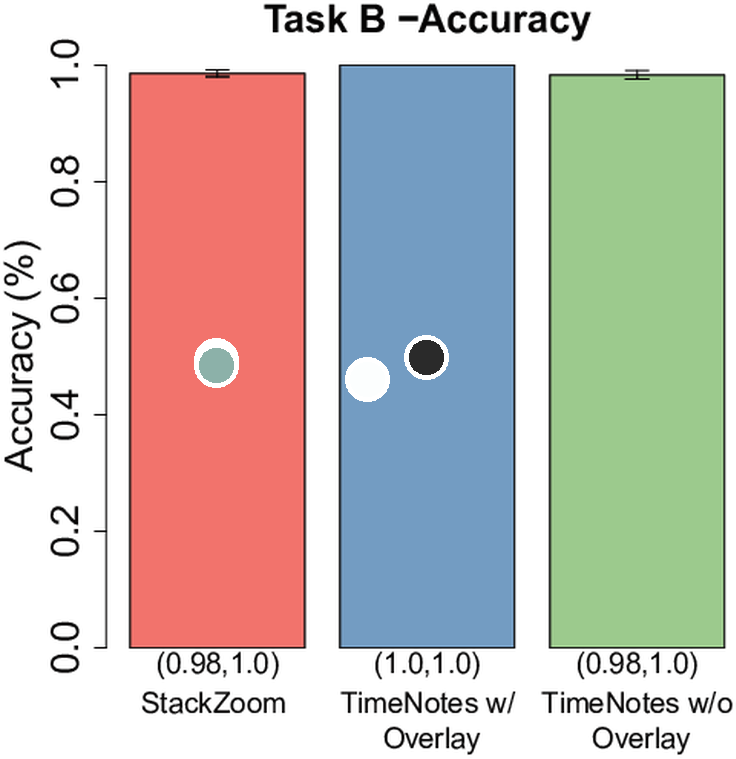 Task B −Accuracy
Accuracy (%)
1.0
0.8
0.6
0.4
0.2
0.0
(0.98,1.0) (1.0,1.0) (0.98,1.0)
StackZoom TimeNotes w/ TimeNotes w/o
Overlay Overlay